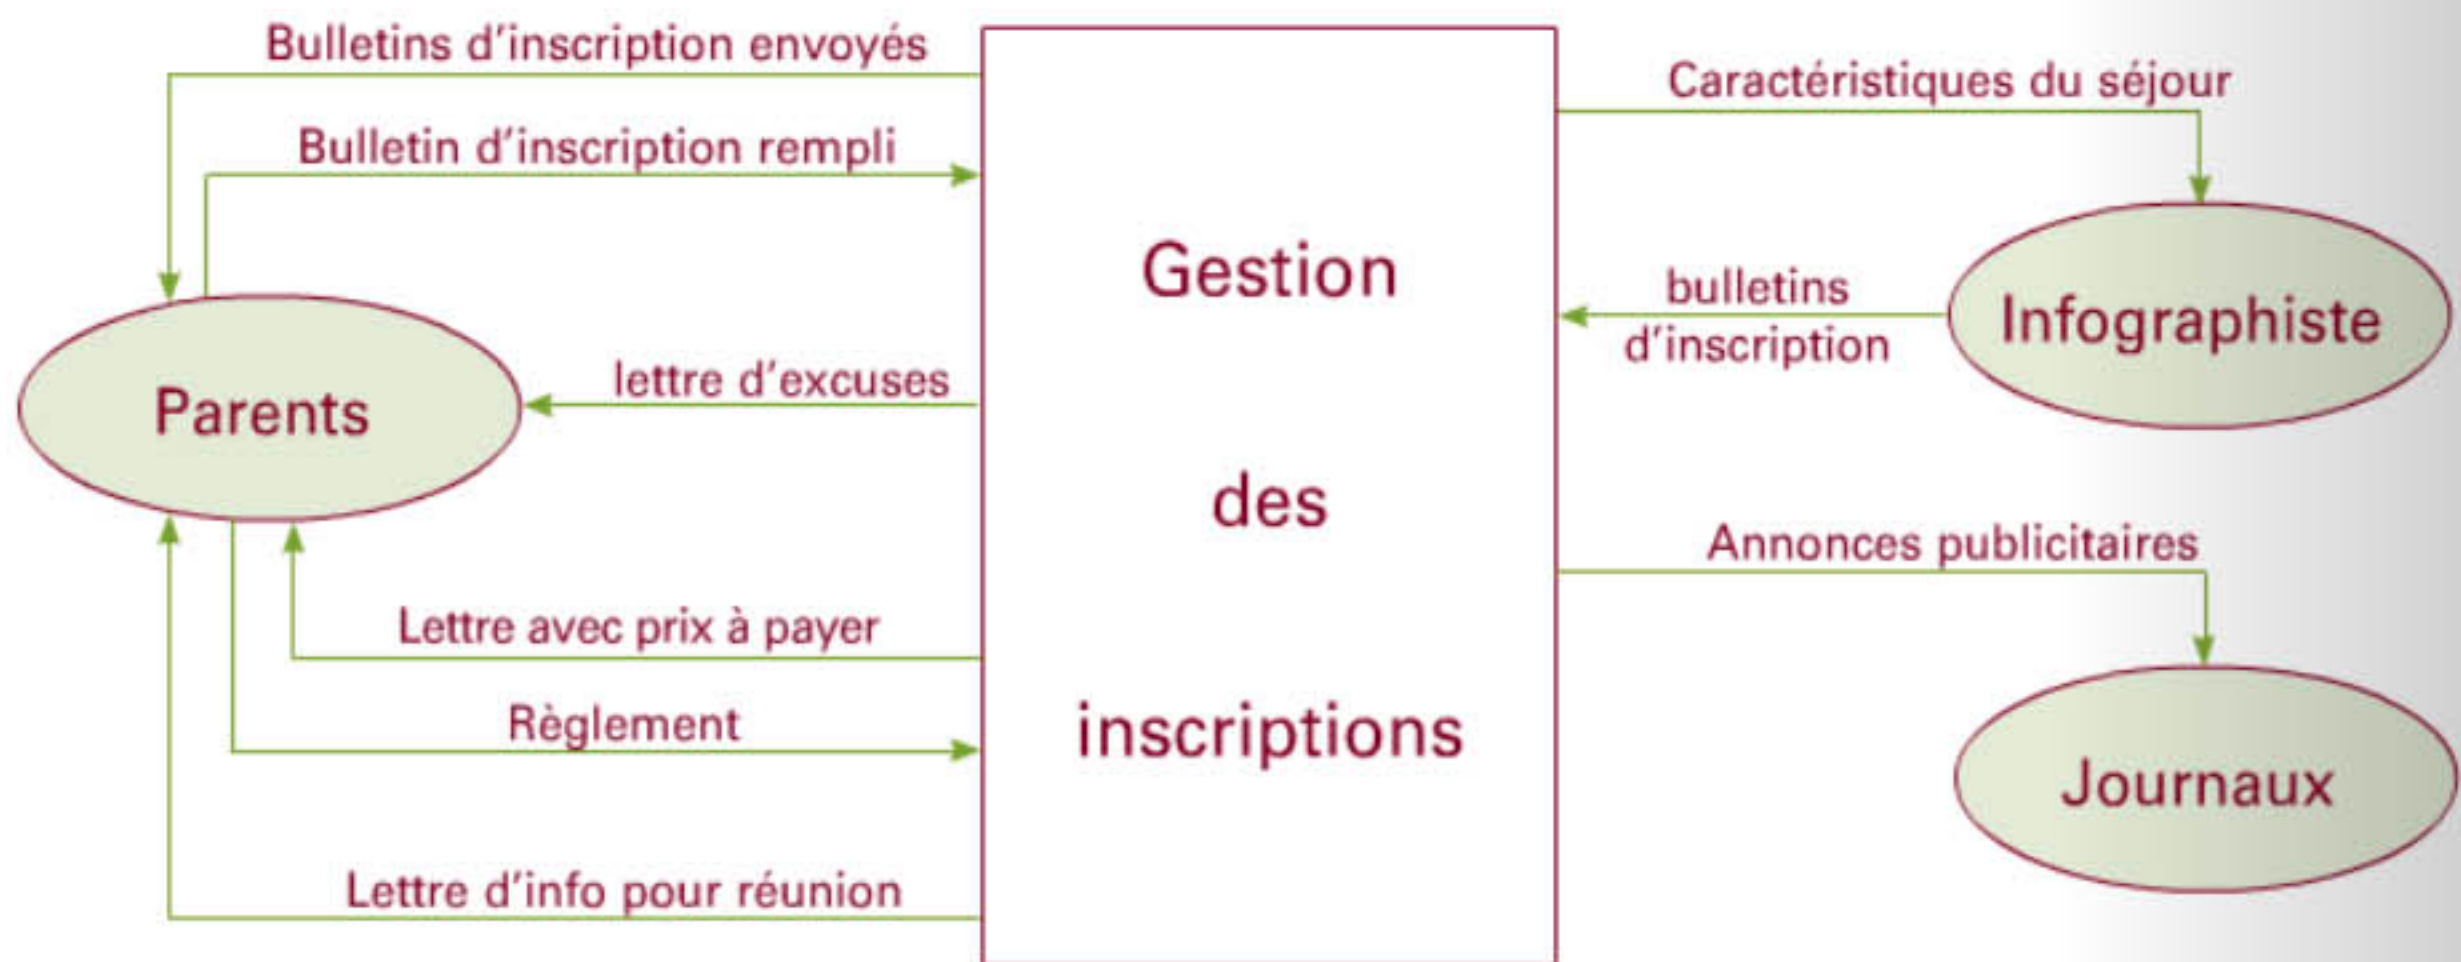 Bulletins d'inscription envoyés
Bulletin d'inscription rempli
Parents
lettre d'excuses
Lettre avec prix à payer
Règlement
Lettre d'info pour réunion
Gestion
des
inscriptions
Caractéristiques du séjour
Infographiste
bulletins
d'inscription
Annonces publicitaires
Journaux